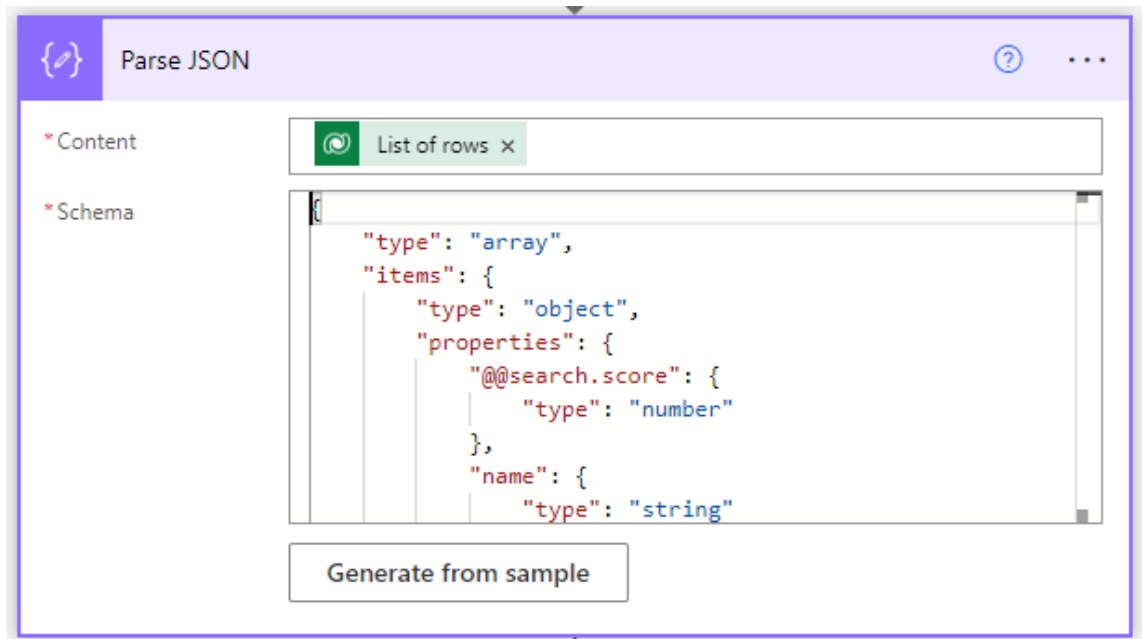 Parse JSON
* Content
List of rows ×
* Schema
{
"type": "array",
"items": {
"type": "object",
"properties": {
"@@search.score": {
"type": "number"
},
"name": {
"type": "string"
Generate from sample